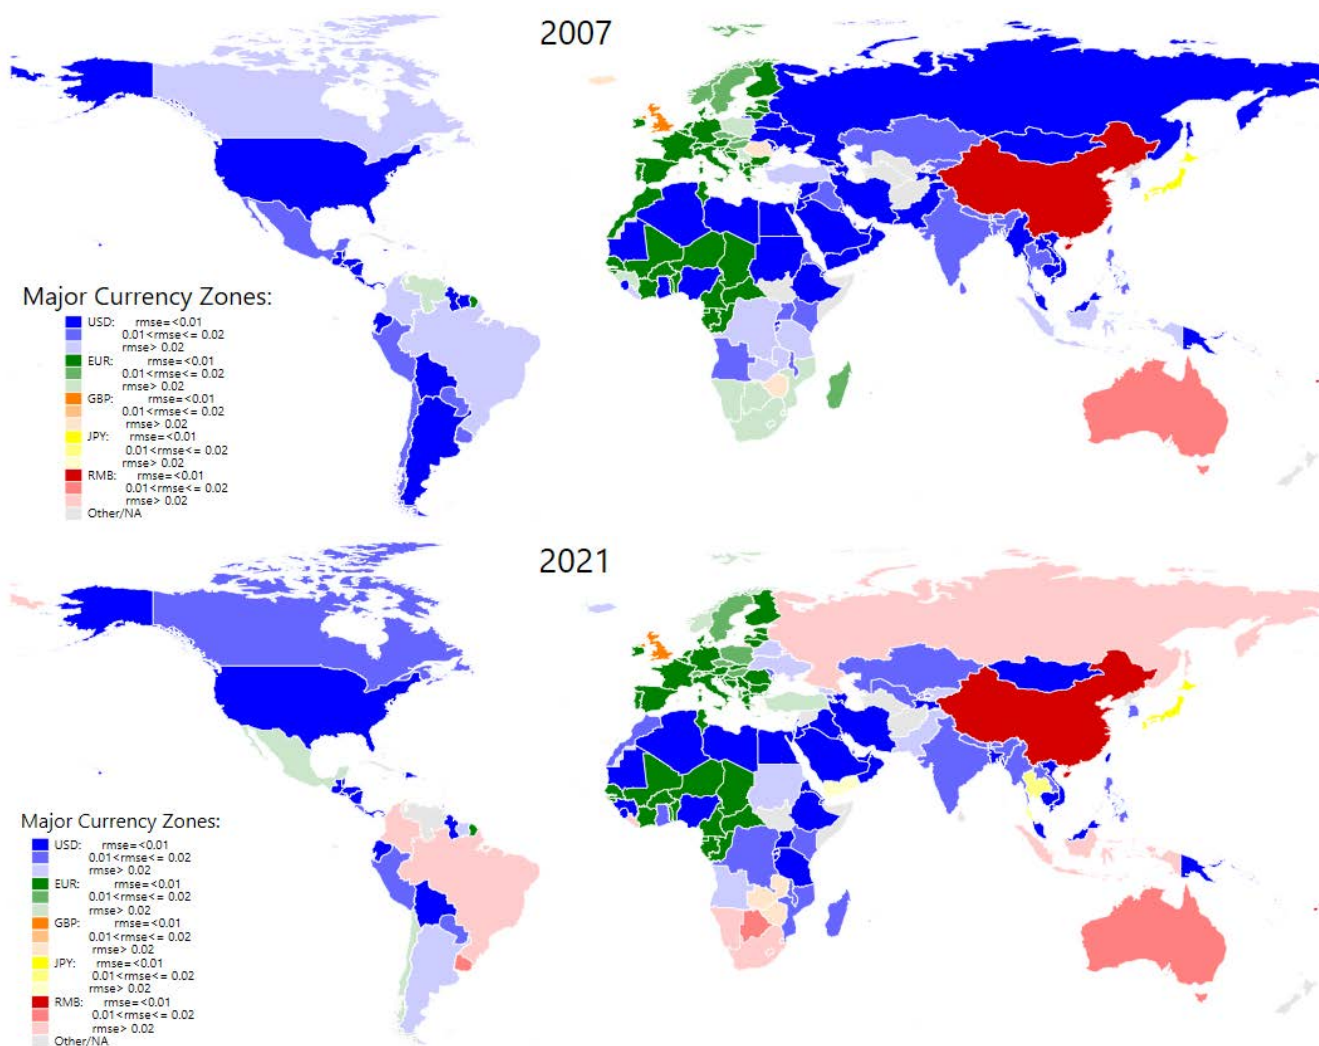 2007
Major Currency Zones:
USD: rmse=<0.01
0.01<rmse<= 0.02
rmse> 0.02
EUR: rmse=<0.01
0.01<rmse<= 0.02
rmse> 0.02
GBP: rmse=<0.01
0.01<rmse<= 0.02
rmse> 0.02
JPY: rmse=<0.01
0.01<rmse<= 0.02
rmse> 0.02
RMB: rmse=<0.01
0.01<rmse<= 0.02
rmse> 0.02
Other/NA
2021
Major Currency Zones:
USD: rmse=<0.01
0.01<rmse<= 0.02
rmse> 0.02
EUR: rmse=<0.01
0.01<rmse<= 0.02
rmse> 0.02
GBP: rmse=<0.01
0.01<rmse<= 0.02
rmse> 0.02
JPY: rmse=<0.01
0.01<rmse<= 0.02
rmse> 0.02
RMB: rmse=<0.01
0.01<rmse<= 0.02
rmse> 0.02
Other/NA